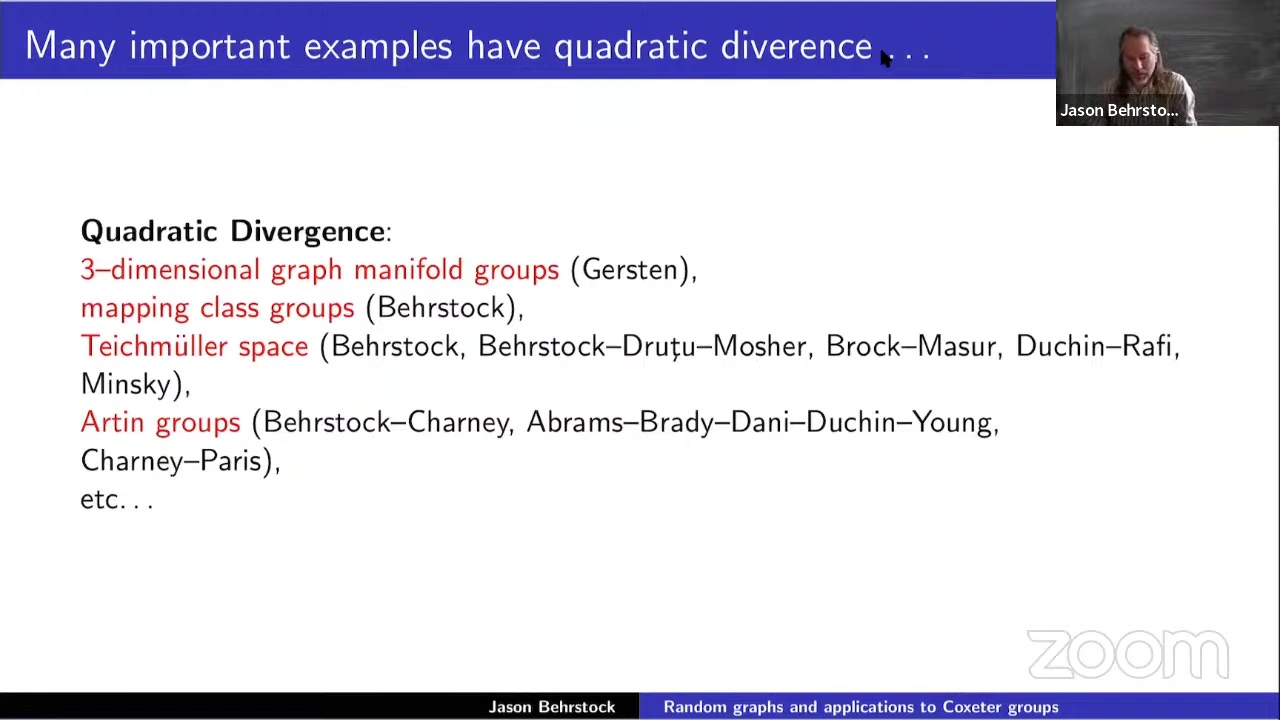 Many important examples have quadratic diverence . . .
Jason Behrsto...
Quadratic Divergence:
3–dimensional graph manifold groups (Gersten),
mapping class groups (Behrstock),
Teichmüller space (Behrstock, Behrstock–Druţu–Mosher, Brock–Masur, Duchin–Rafi,
Minsky),
Artin groups (Behrstock–Charney, Abrams–Brady–Dani–Duchin–Young,
Charney–Paris),
etc. . .
zoom
Jason Behrstock
Random graphs and applications to Coxeter groups